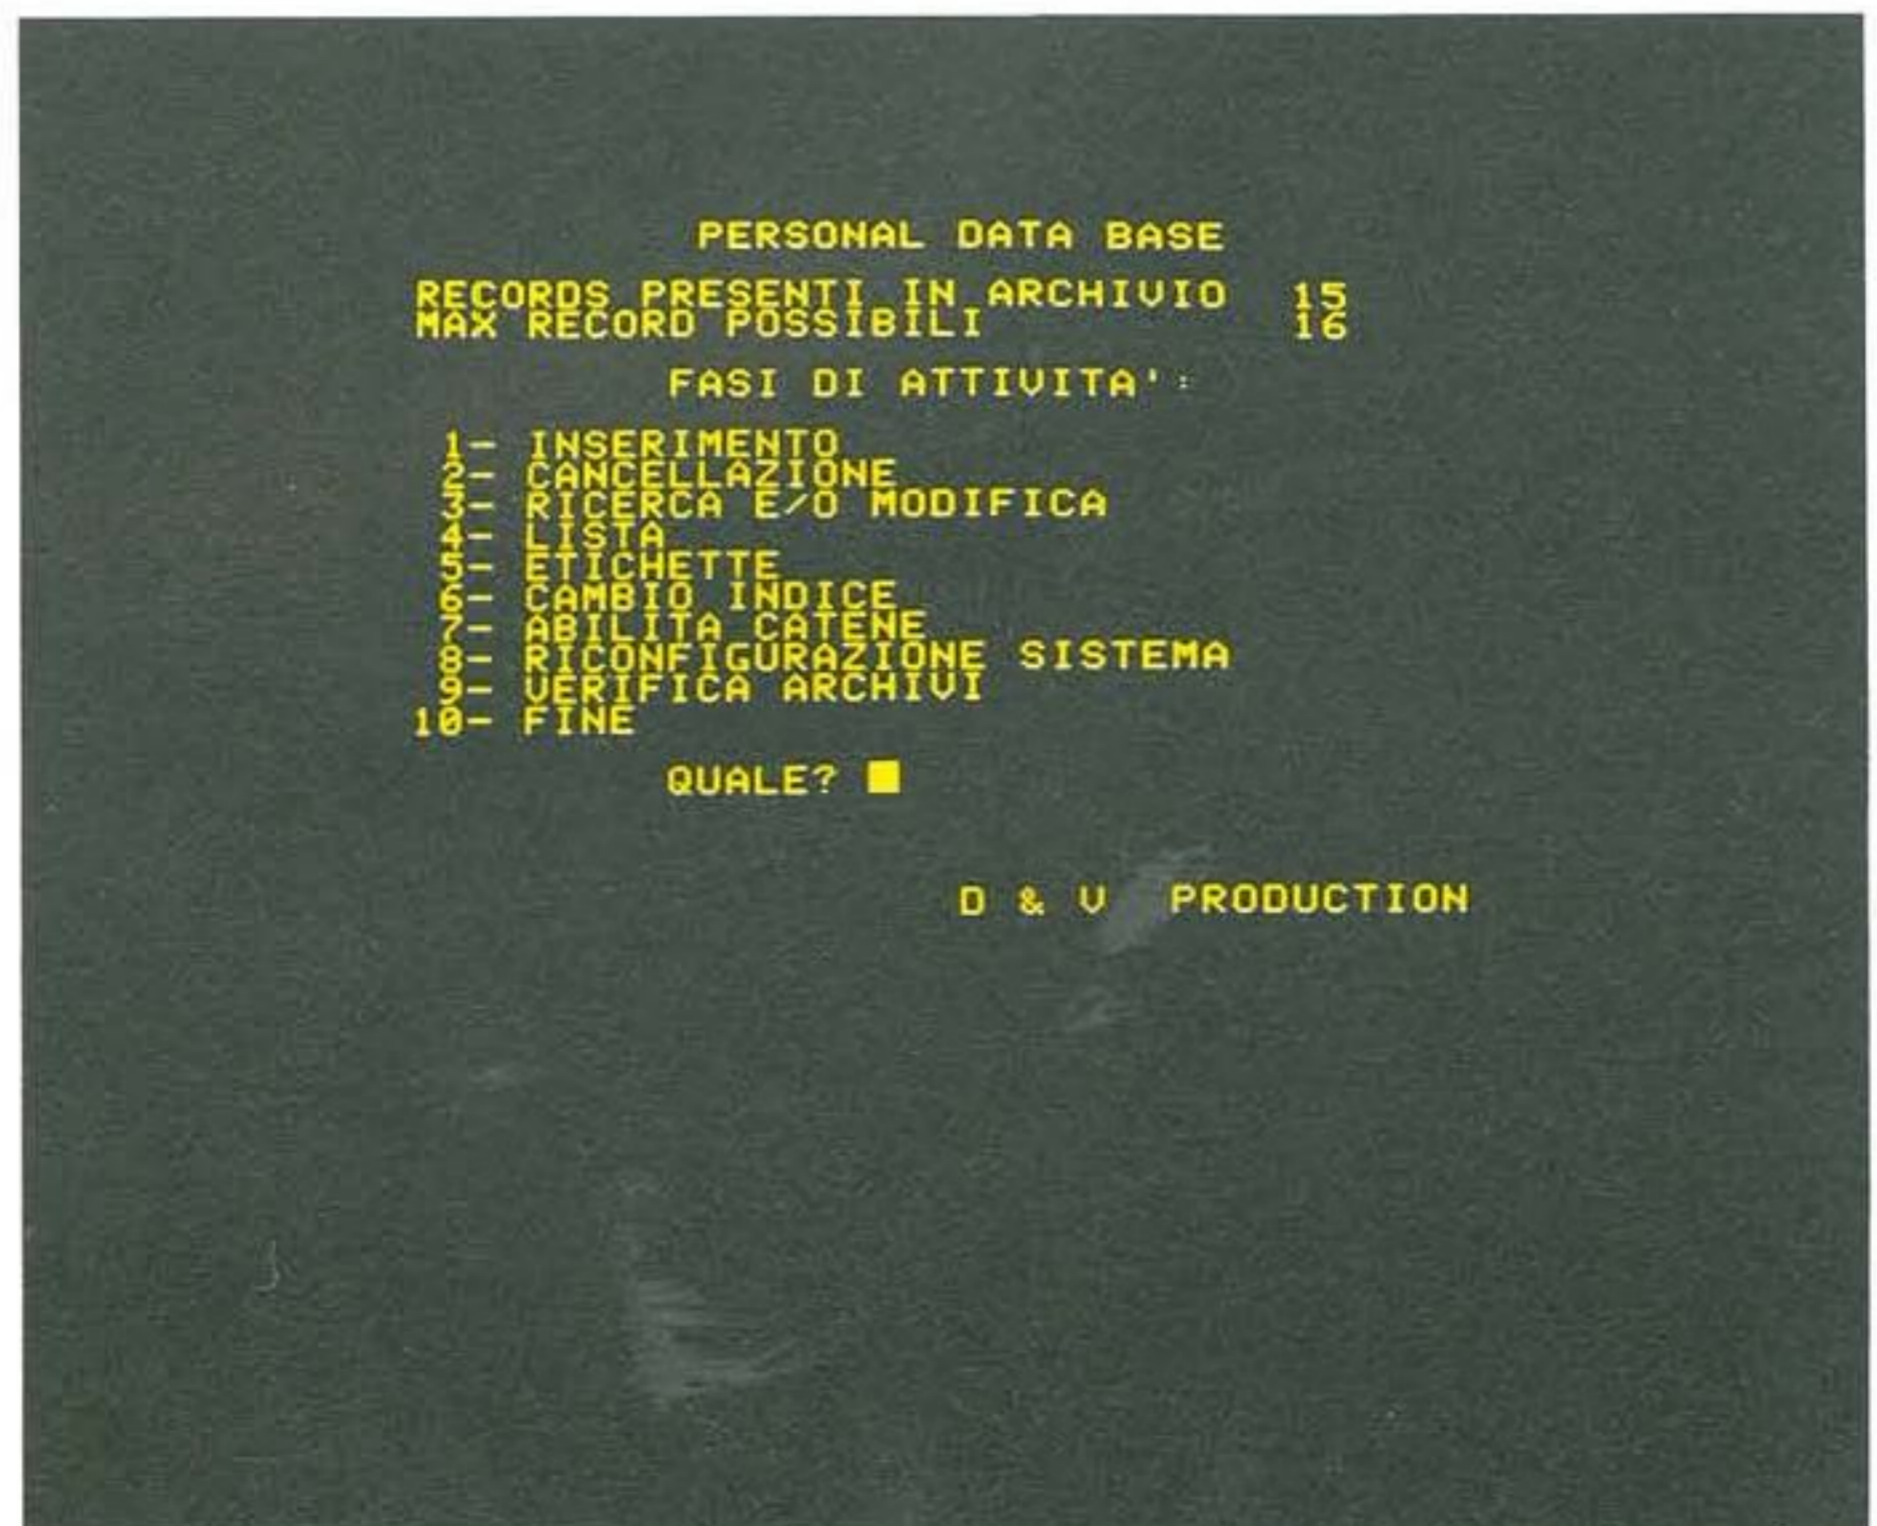 PERSONAL DATA BASE
RECORDS PRESENTI IN ARCHIVIO 15
MAX RECORD POSSIBILI 16
FASI DI ATTIVITA':
1- INSERIMENTO
2- CANCELLAZIONE
3- RICERCA E/O MODIFICA
4- LISTA
5- ETICHETTE
6- CAMBIO INDICE
7- ABILITA CATENE
8- RICONFIGURAZIONE SISTEMA
9- VERIFICA ARCHIVI
10- FINE
QUALE?
D & V PRODUCTION